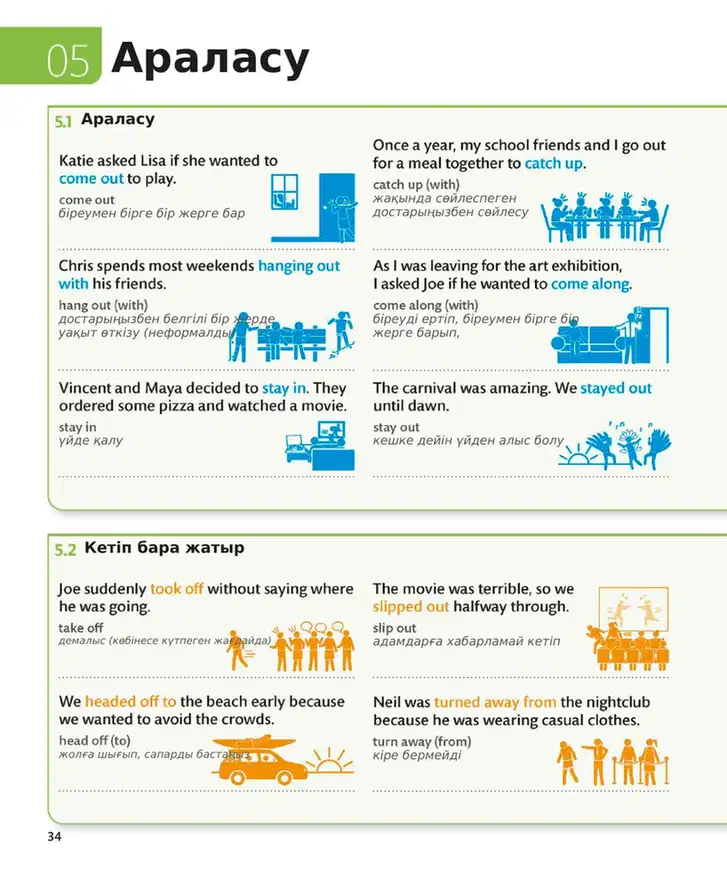 05 Араласу
5.1 Араласу
Katie asked Lisa if she wanted to
come out to play.
come out
біреумен бірге бір жерге бар
Once a year, my school friends and I go out
for a meal together to catch up.
catch up (with)
жақында сөйлеспеген
достарыңызбен сөйлесу
Chris spends most weekends hanging out
with his friends.
hang out (with)
достарыңызбен белгілі бір жерде
уақыт өткізу (неформалды
As I was leaving for the art exhibition,
I asked Joe if he wanted to come along.
come along (with)
біреуді ертіп, біреумен бірге бір
жерге барып,
Vincent and Maya decided to stay in. They
ordered some pizza and watched a movie.
stay in
үйде қалу
The carnival was amazing. We stayed out
until dawn.
stay out
кешке дейін үйден алыс болу
5.2 Кетіп бара жатыр
Joe suddenly took off without saying where
he was going.
take off
демалыс (көбінесе күтпеген жағдайда)
The movie was terrible, so we
slipped out halfway through.
slip out
адамдарға хабарламай кетіп
We headed off to the beach early because
we wanted to avoid the crowds.
head off (to)
жолға шығып, сапарды бастаңыз
Neil was turned away from the nightclub
because he was wearing casual clothes.
turn away (from)
кіре бермейді
34